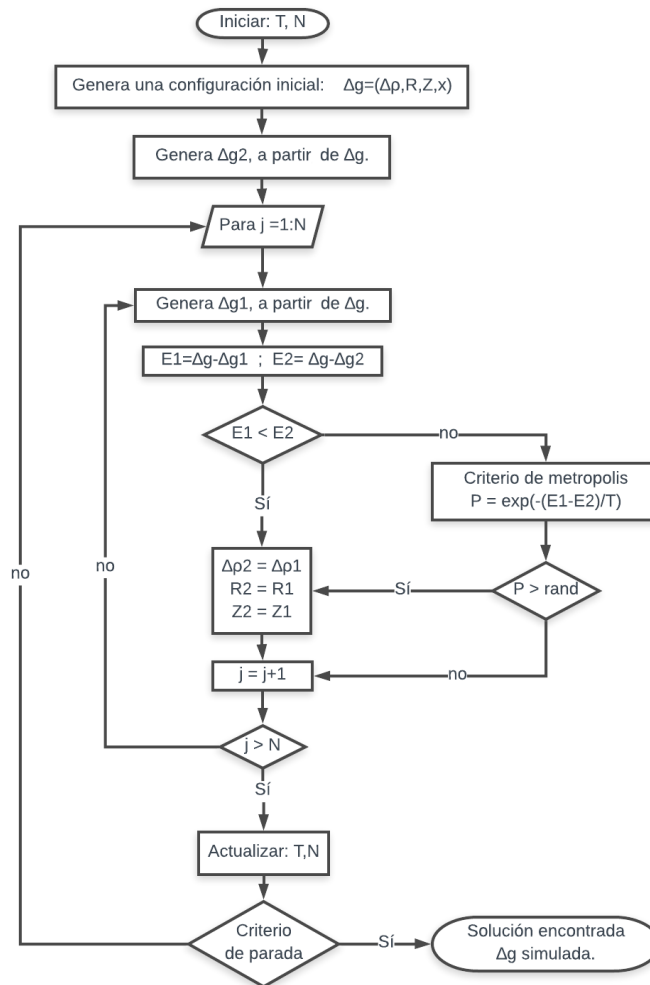 Iniciar: T, N
Genera una configuración inicial: Δg=(Δρ,R,Z,x)
Genera Δg2, a partir de Δg.
Para j =1:N
Genera Δg1, a partir de Δg.
E1=Δg-Δg1 ; E2= Δg-Δg2
E1 < E2
no
Criterio de metropolis
P = exp(-(E1-E2)/T)
Sí
Δρ2 = Δρ1
R2 = R1
Z2 = Z1
Sí
P > rand
no
no
j = j+1
no
j > N
Sí
Actualizar: T,N
Criterio
de parada
Sí
Solución encontrada
Δg simulada.